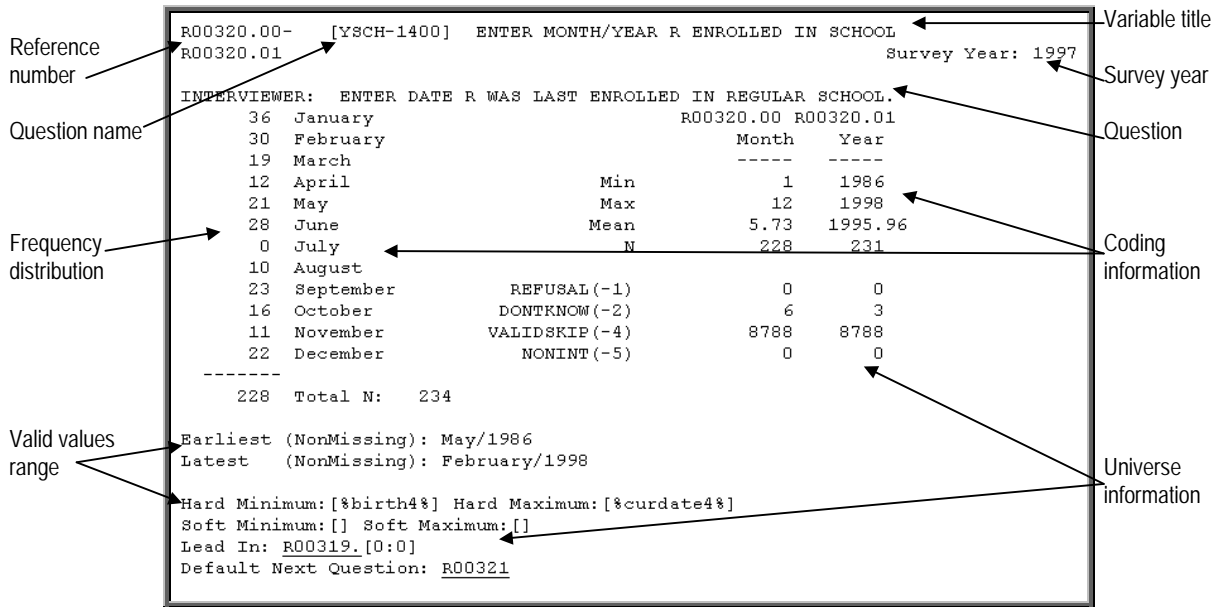 R00320.00- [YSCH-1400] ENTER MONTH/YEAR R ENROLLED IN SCHOOL
R00320.01 Survey Year: 1997
INTERVIEWER: ENTER DATE R WAS LAST ENROLLED IN REGULAR SCHOOL.
36 January R00320.00 R00320.01
30 February Month Year
19 March ----- -----
12 April Min 1 1986
21 May Max 12 1998
28 June Mean 5.73 1995.96
0 July N 228 231
10 August
23 September REFUSAL(-1) 0 0
16 October DONTKNOW(-2) 6 3
11 November VALIDSKIP(-4) 8788 8788
22 December NONINT(-5) 0 0
-------
228 Total N: 234
Earliest (NonMissing): May/1986
Latest (NonMissing): February/1998
Hard Minimum:[%birth4%] Hard Maximum:[%curdate4%]
Soft Minimum:[] Soft Maximum:[]
Lead In: R00319.[0:0]
Default Next Question: R00321
Reference
number
Question name
Frequency
distribution
Valid values
range
Variable title
Survey year
Question
Coding
information
Universe
information